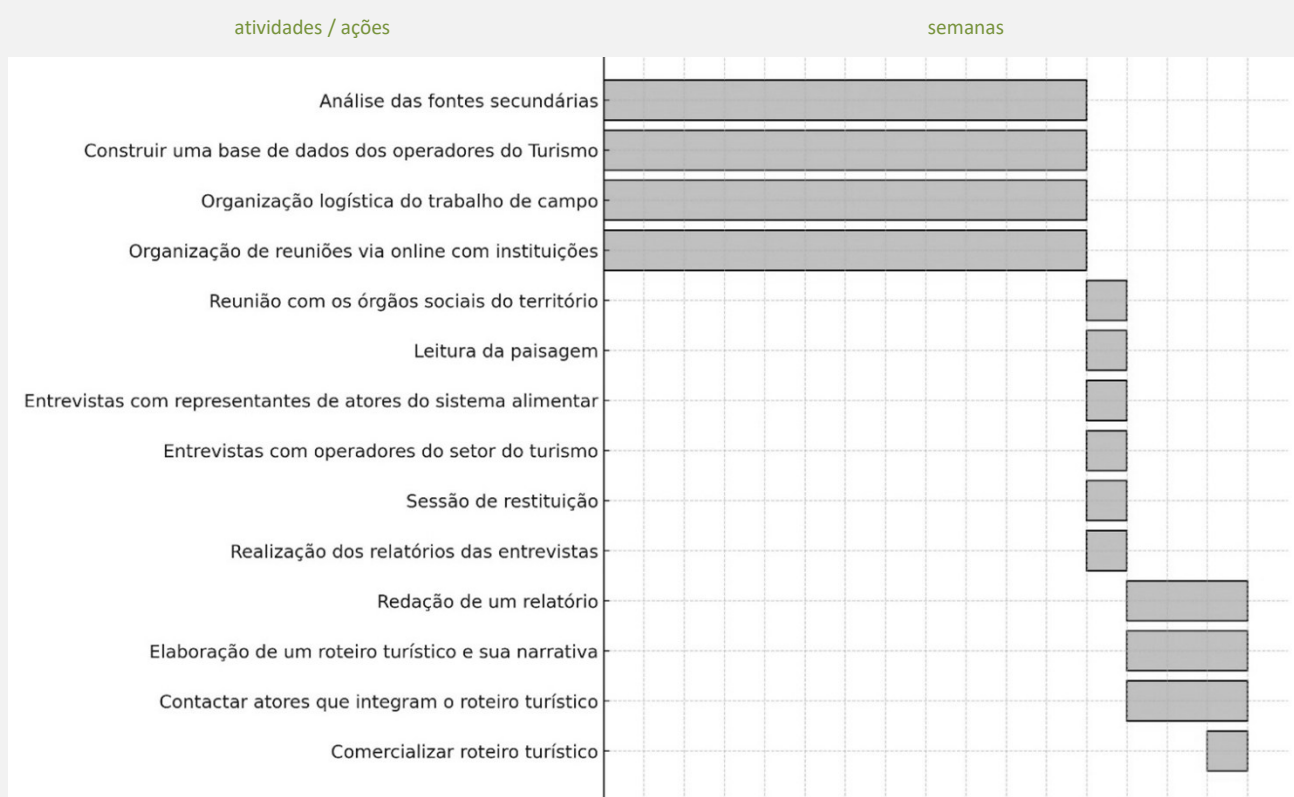 atividades / ações
semanas
Análise das fontes secundárias
Construir uma base de dados dos operadores do Turismo
Organização logística do trabalho de campo
Organização de reuniões via online com instituições
Reunião com os órgãos sociais do território
Leitura da paisagem
Entrevistas com representantes de atores do sistema alimentar
Entrevistas com operadores do setor do turismo
Sessão de restituição
Realização dos relatórios das entrevistas
Redação de um relatório
Elaboração de um roteiro turístico e sua narrativa
Contactar atores que integram o roteiro turístico
Comercializar roteiro turístico